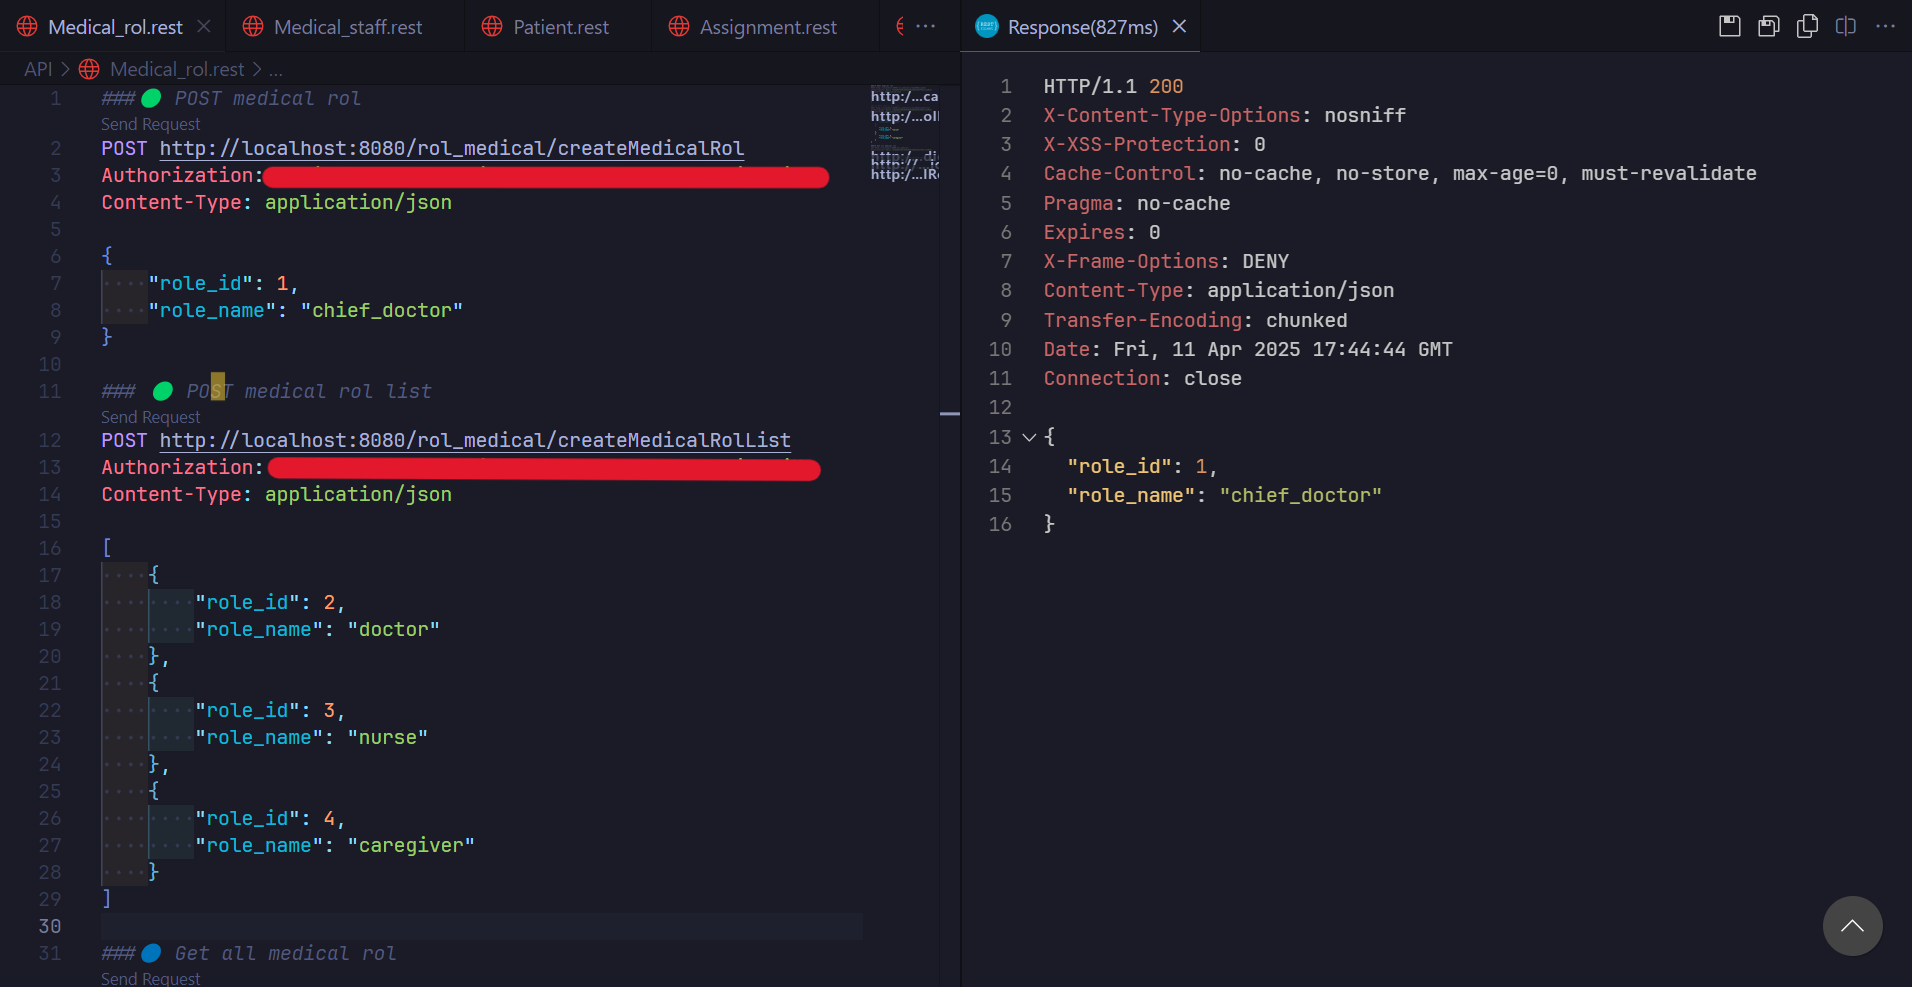 Medical_rol.rest
Medical_staff.rest
Patient.rest
Assignment.rest
Response(827ms)
API > Medical_rol.rest > ...
1 ### POST medical rol
Send Request
2 POST http://localhost:8080/rol_medical/createMedicalRol
3 Authorization:
4 Content-Type: application/json
5
6 {
7 "role_id": 1,
8 "role_name": "chief_doctor"
9 }
10
11 ### POST medical rol list
Send Request
12 POST http://localhost:8080/rol_medical/createMedicalRolList
13 Authorization:
14 Content-Type: application/json
15
16 [
17 {
18 "role_id": 2,
19 "role_name": "doctor"
20 },
21 {
22 "role_id": 3,
23 "role_name": "nurse"
24 },
25 {
26 "role_id": 4,
27 "role_name": "caregiver"
28 }
29 ]
30
31 ### Get all medical rol
Send Request
http:/...ca
1 HTTP/1.1 200
2 X-Content-Type-Options: nosniff
3 X-XSS-Protection: 0
4 Cache-Control: no-cache, no-store, max-age=0, must-revalidate
5 Pragma: no-cache
6 Expires: 0
7 X-Frame-Options: DENY
8 Content-Type: application/json
9 Transfer-Encoding: chunked
10 Date: Fri, 11 Apr 2025 17:44:44 GMT
11 Connection: close
12
13 {
14 "role_id": 1,
15 "role_name": "chief_doctor"
16 }